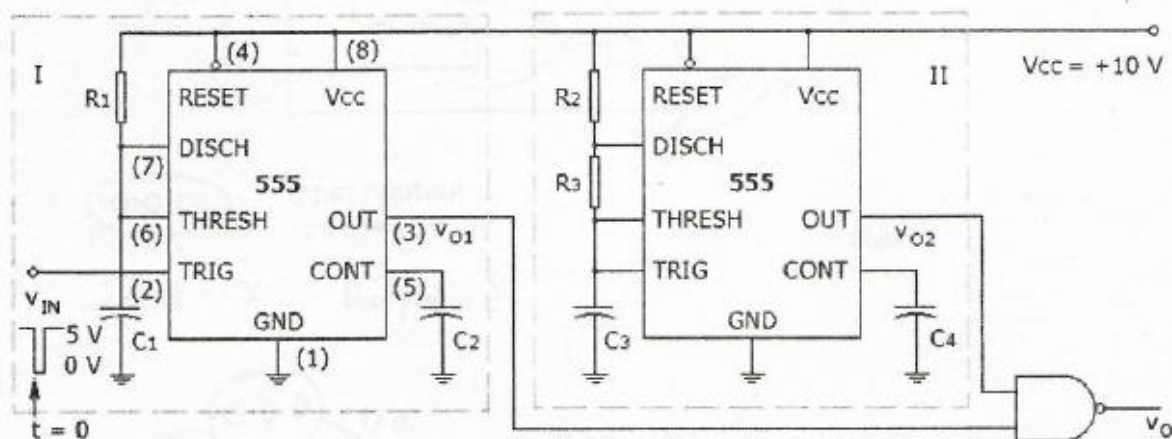 I
R1
(4)
(8)
RESET
VCC
DISCH
(7)
555
THRESH
(6)
OUT
(3)
vO1
TRIG
(2)
CONT
(5)
vIN
5 V
0 V
C1
GND
(1)
C2
t = 0
II
VCC = +10 V
R2
RESET
VCC
DISCH
R3
555
THRESH
OUT
vO2
TRIG
CONT
GND
C3
C4
vO